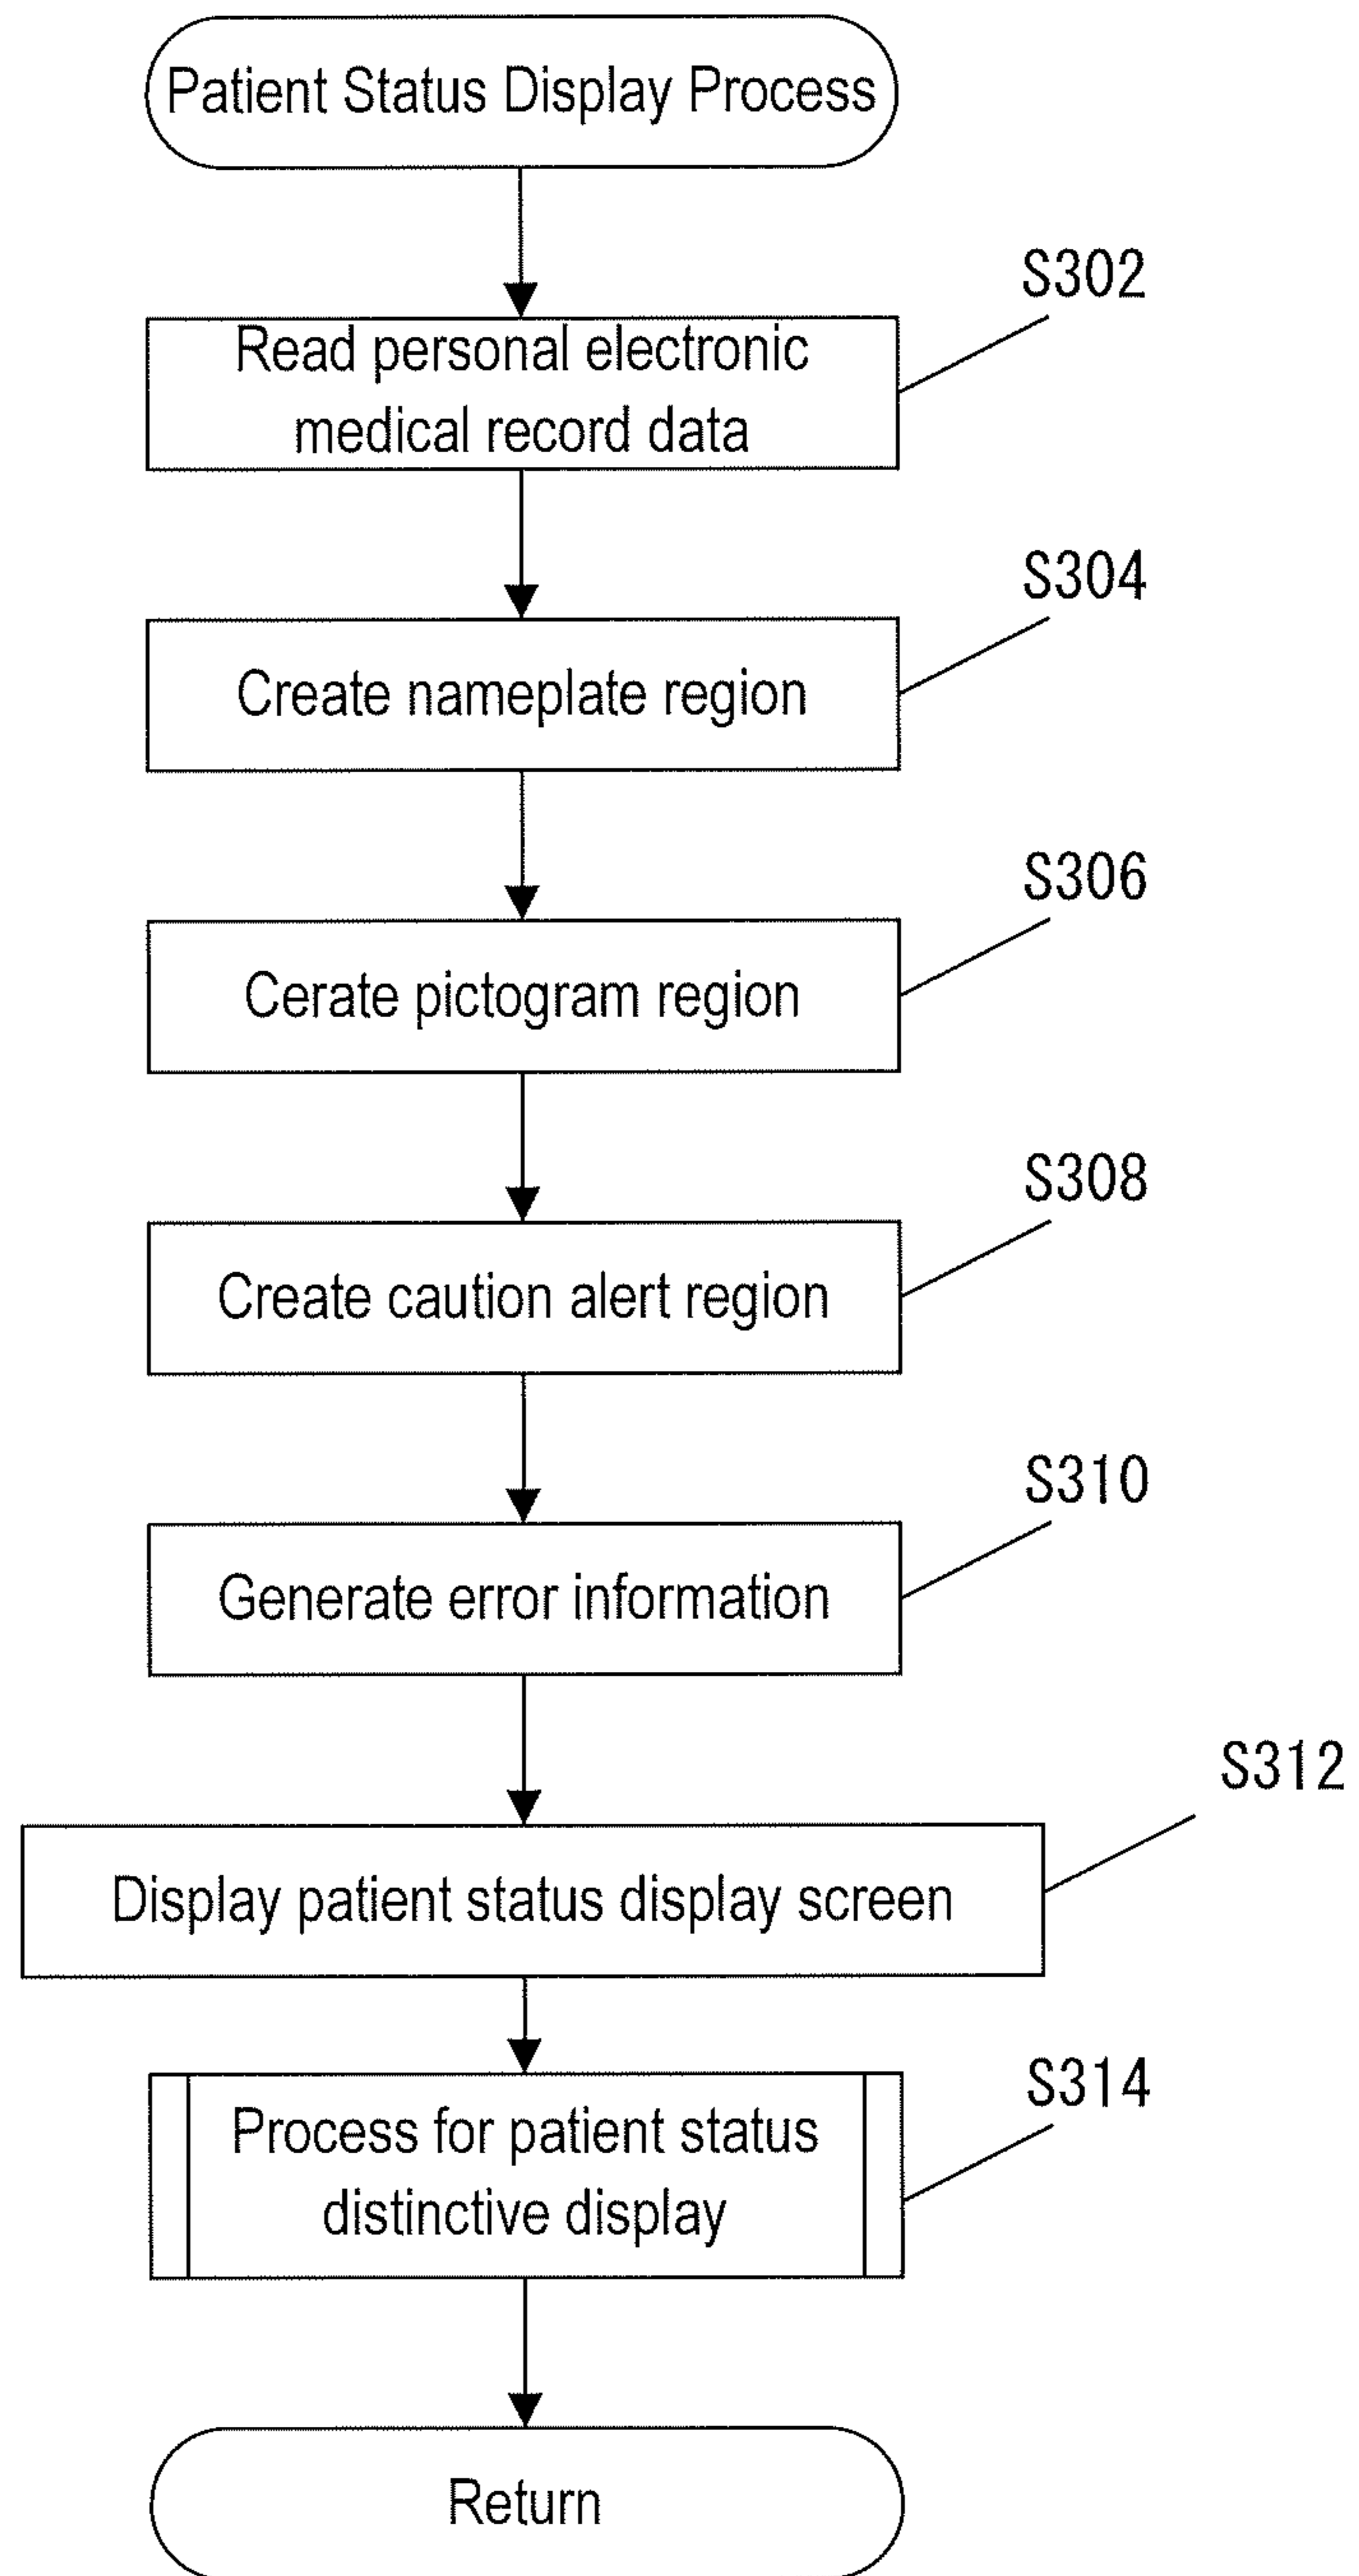 Patient Status Display Process
S302
Read personal electronic
medical record data
S304
Create nameplate region
S306
Cerate pictogram region
S308
Create caution alert region
S310
Generate error information
S312
Display patient status display screen
S314
Process for patient status
distinctive display
Return